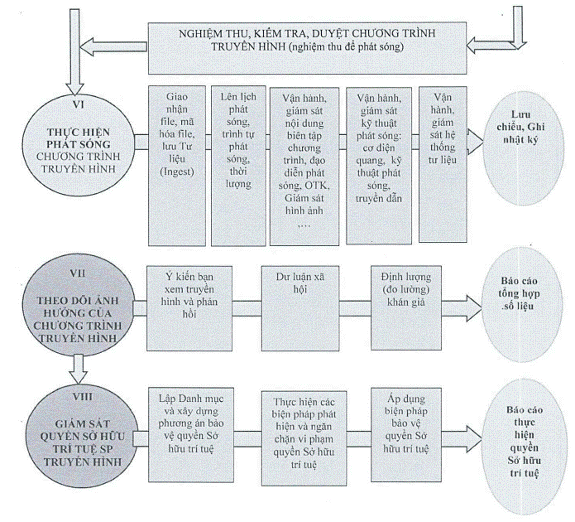 NGHIỆM THU, KIỂM TRA, DUYỆT CHƯƠNG TRÌNH
TRUYỀN HÌNH (nghiệm thu để phát sóng)
VI
THỰC HIỆN
PHÁT SÓNG
CHƯƠNG TRÌNH
TRUYỀN HÌNH
Giao
nhận
file, mã
hóa file,
lưu Tư
liệu
(Ingest)
Lên lịch
phát
sóng,
trình tự
phát
sóng,
thời
lượng
Vận hành,
giám sát
nội dung
biên tập
chương
trình, đạo
diễn phát
sóng, OTK,
Giám sát
hình ảnh
,....
Vận hành,
giám sát
kỹ thuật
phát sóng:
cơ điện
quang, kỹ
thuật phát
sóng,
truyền dẫn
Vận
hành,
giám
sát hệ
thống
tư liệu
Lưu
chiểu, Ghi
nhật ký
VII
THEO DÕI ẢNH
HƯỞNG CỦA
CHƯƠNG TRÌNH
TRUYỀN HÌNH
Ý kiến bạn
xem truyền
hình và phản
hồi
Dư luận xã
hội
Định lượng
(đo lường)
khán giả
Báo cáo
tổng hợp
.số liệu
VIII
GIÁM SÁT
QUYỀN SỞ HỮU
TRÍ TUỆ SP
TRUYỀN HÌNH
Lập Danh mục
và xây dựng
phương án bảo
vệ quyền Sở
hữu trí tuệ
Thực hiện các
biện pháp phát
hiện và ngăn
chặn vi phạm
quyền Sở hữu
trí tuệ
Áp dụng
biện pháp
bảo vệ
quyền Sở
hữu trí tuệ
Báo cáo
thực
hiện
quyền
Sở hữu
trí tuệ